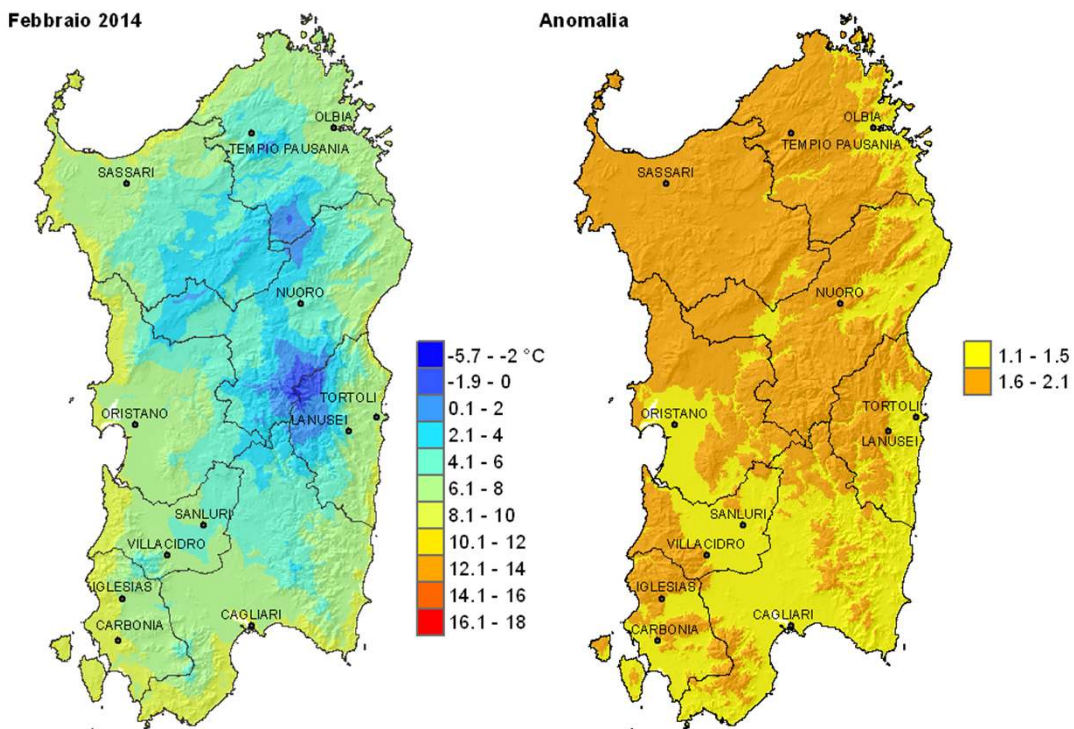 Febbraio 2014
OLBIA
TEMPIO PAUSANIA
SASSARI
NUORO
TORTOLI
ORISTANO
LANUSEI
SANLURI
VILLACIDRO
IGLESIAS
CAGLIARI
CARBONIA
-5.7 - -2 °C
-1.9 - 0
0.1 - 2
2.1 - 4
4.1 - 6
6.1 - 8
8.1 - 10
10.1 - 12
12.1 - 14
14.1 - 16
16.1 - 18
Anomalia
OLBIA
TEMPIO PAUSANIA
SASSARI
NUORO
TORTOLI
ORISTANO
LANUSEI
SANLURI
VILLACIDRO
IGLESIAS
CAGLIARI
CARBONIA
1.1 - 1.5
1.6 - 2.1